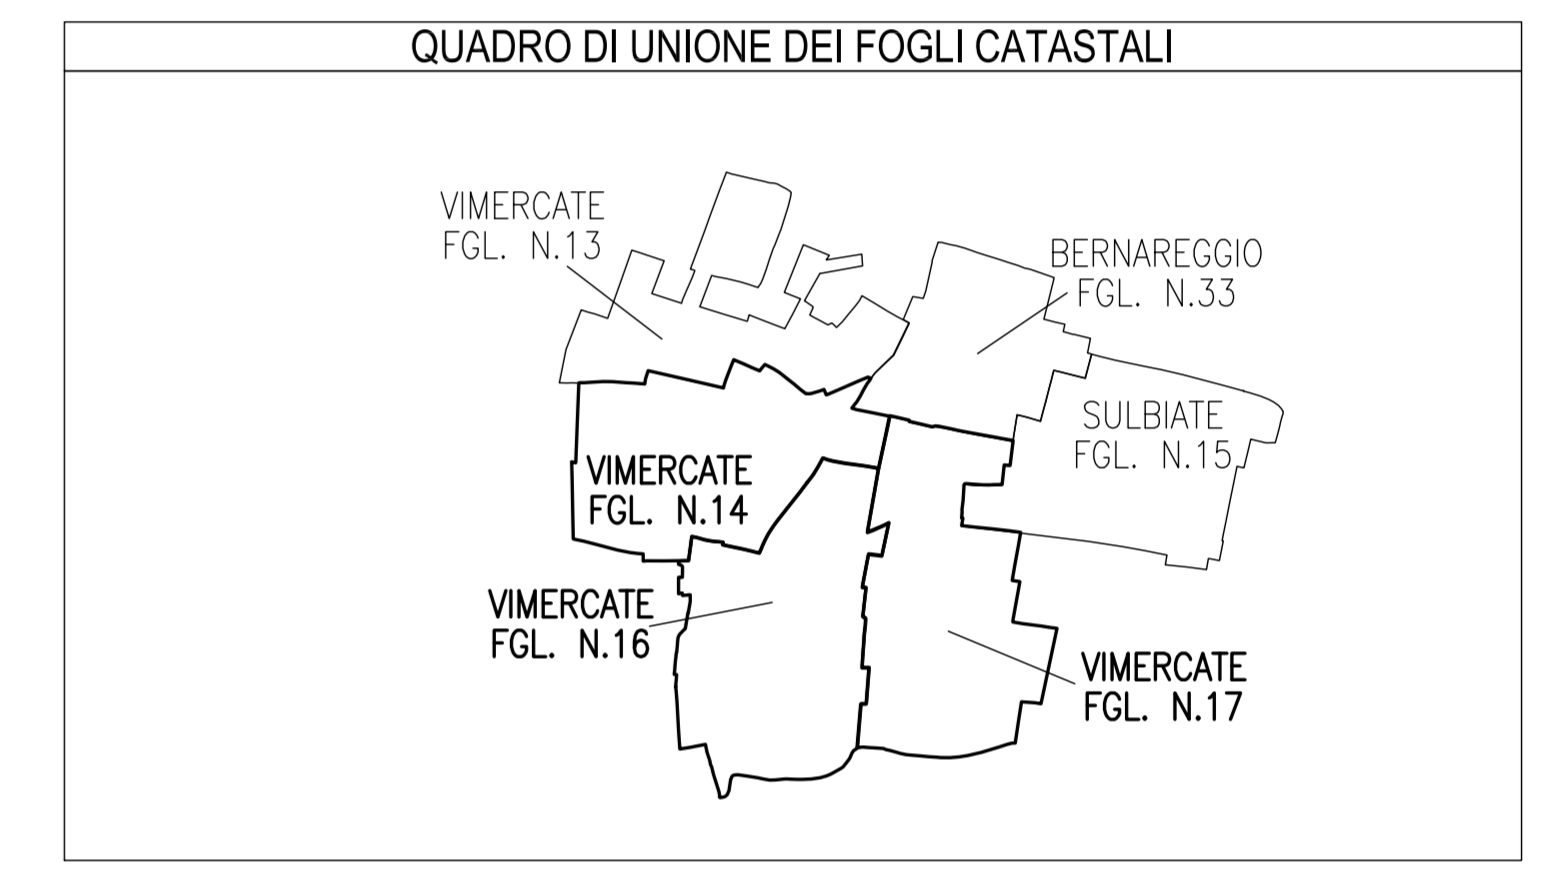 QUADRO DI UNIONE DEI FOGLI CATASTALI
VIMERCATE
FGL. N.13
BERNAREGGIO
FGL. N.33
SULBIATE
FGL. N.15
VIMERCATE
FGL. N.14
VIMERCATE
FGL. N.16
VIMERCATE
FGL. N.17